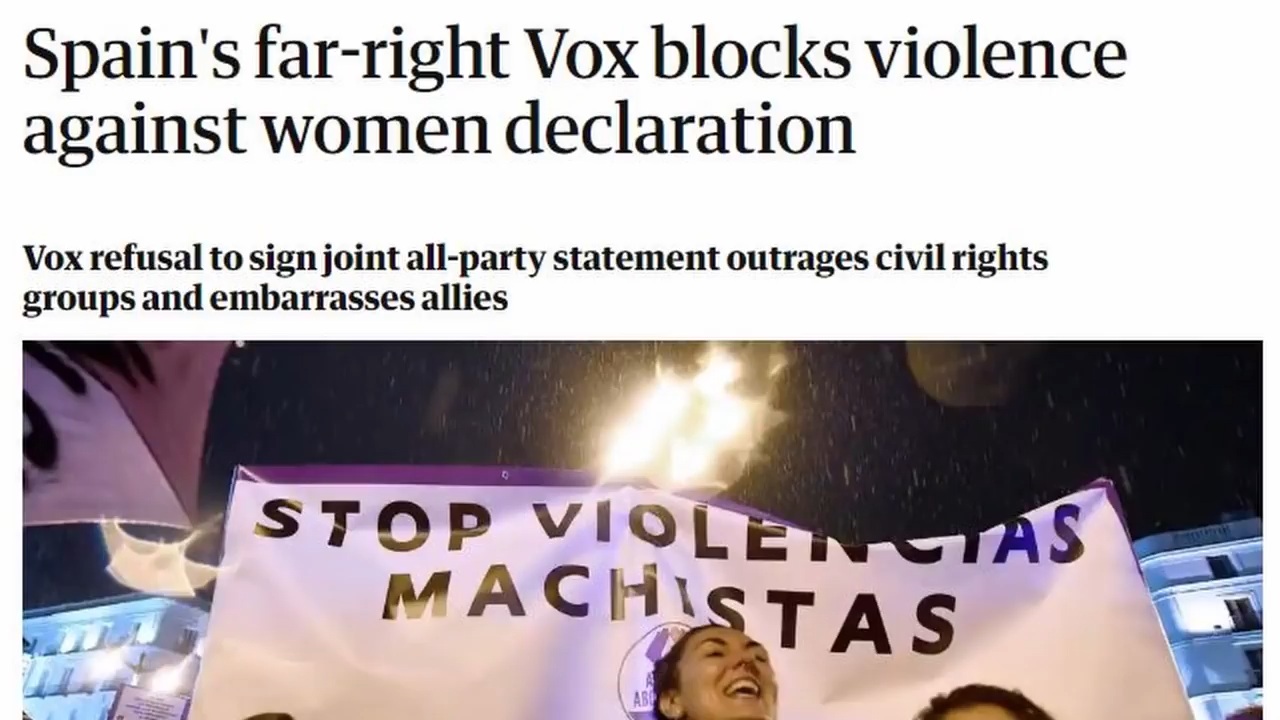 Spain's far-right Vox blocks violence
against women declaration
Vox refusal to sign joint all-party statement outrages civil rights
groups and embarrasses allies
STOP VIOLENCIAS
MACHISTAS